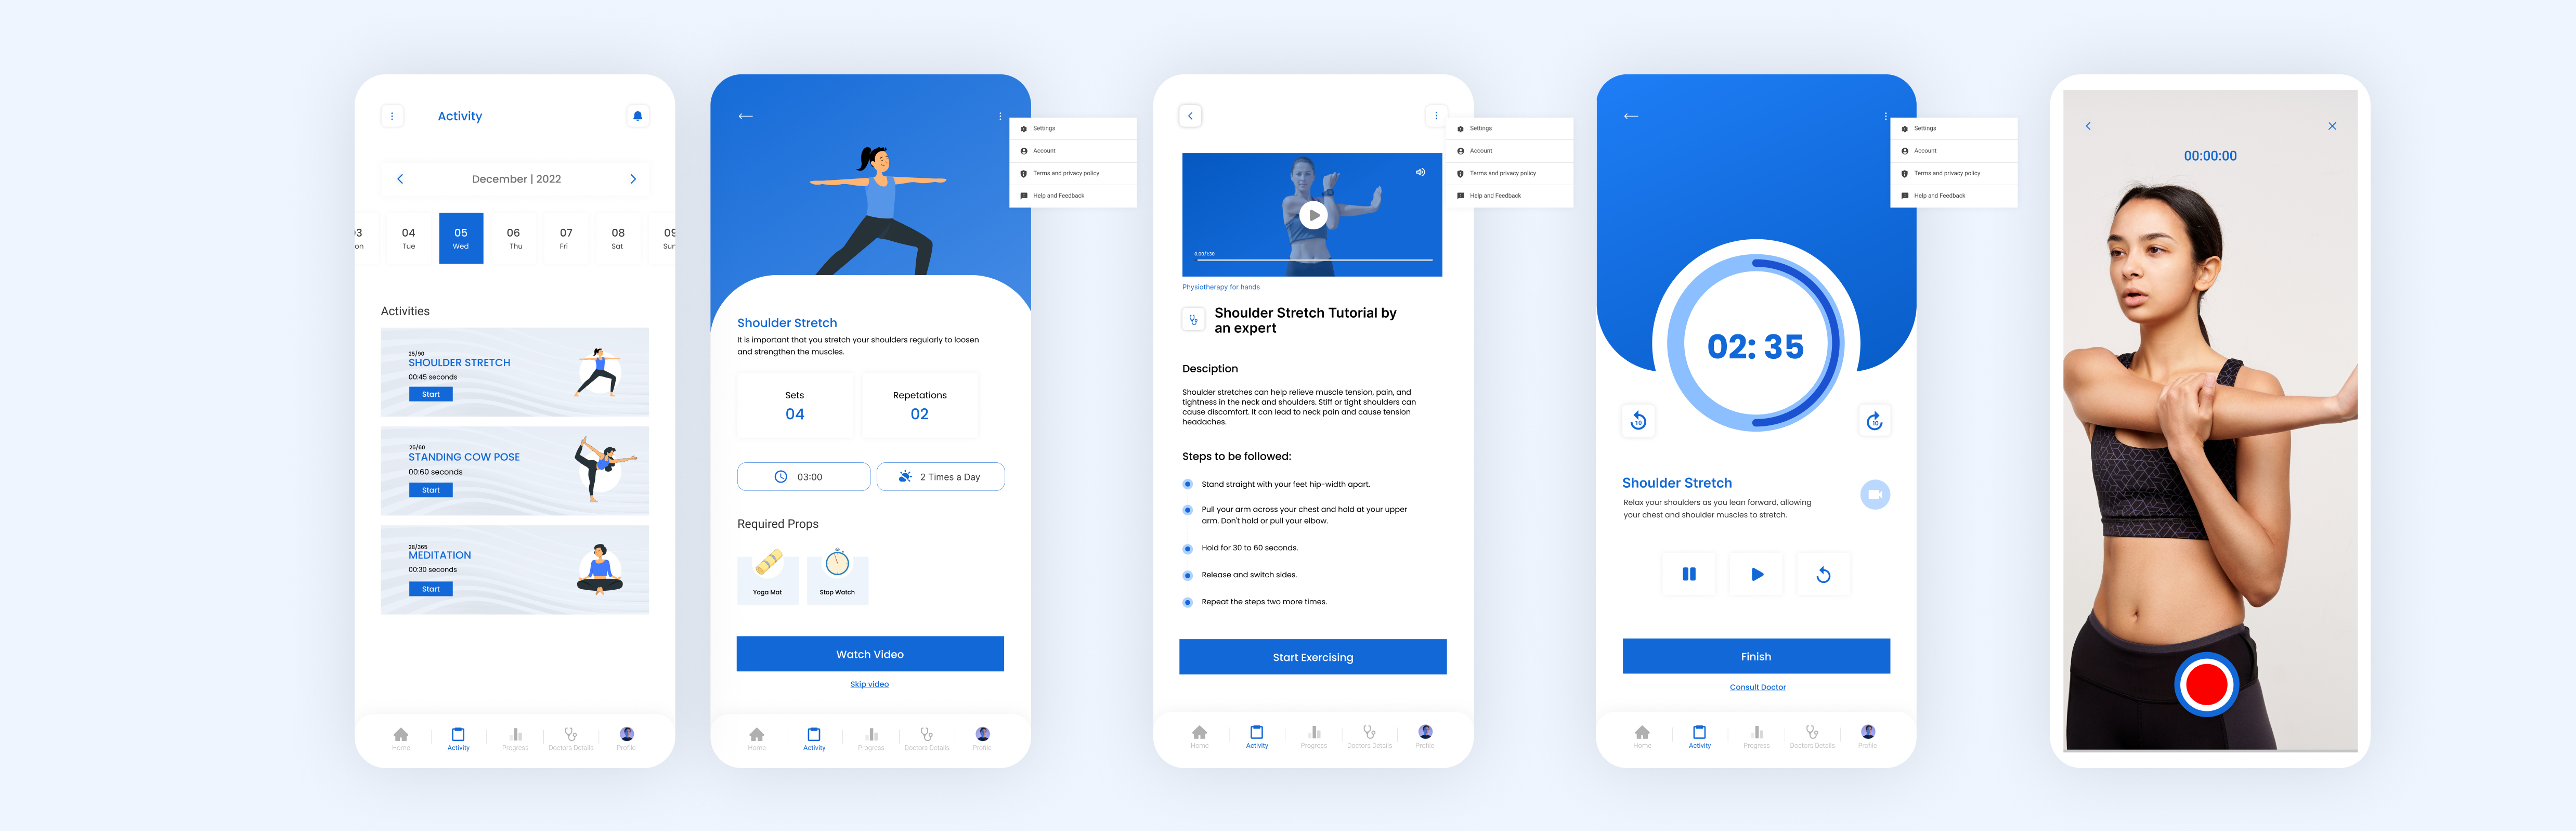 Activity
December | 2022
03
04
05
06
07
08
09
Mon
Tue
Wed
Thu
Fri
Sat
Sun
Activities
25/90
SHOULDER STRETCH
00:45 seconds
Start
25/60
STANDING COW POSE
00:60 seconds
Start
28/365
MEDITATION
00:30 seconds
Start
Home
Activity
Progress
Doctors Details
Profile
Settings
Account
Terms and privacy policy
Help and Feedback
Shoulder Stretch
It is important that you stretch your shoulders regularly to loosen
and strengthen the muscles.
Sets
04
Repetations
02
03:00
2 Times a Day
Required Props
Yoga Mat
Stop Watch
Watch Video
Skip video
Home
Activity
Progress
Doctors Details
Profile
Settings
Account
Terms and privacy policy
Help and Feedback
0:00/1:00
Physiotherapy for hands
Shoulder Stretch Tutorial by
an expert
Desciption
Shoulder stretches can help relieve muscle tension, pain, and
tightness in the neck and shoulders. Stiff or tight shoulders can
cause discomfort. It can lead to neck pain and cause tension
headaches.
Steps to be followed:
Stand straight with your feet hip-width apart.
Pull your arm across your chest and hold at your upper
arm. Don't hold or pull your elbow.
Hold for 30 to 60 seconds.
Release and switch sides.
Repeat the steps two more times.
Start Exercising
Home
Activity
Progress
Doctors Details
Profile
Settings
Account
Terms and privacy policy
Help and Feedback
02: 35
10
10
Shoulder Stretch
Relax your shoulders as you lean forward, allowing
your chest and shoulder muscles to stretch.
Finish
Consult Doctor
Home
Activity
Progress
Doctors Details
Profile
00:00:00